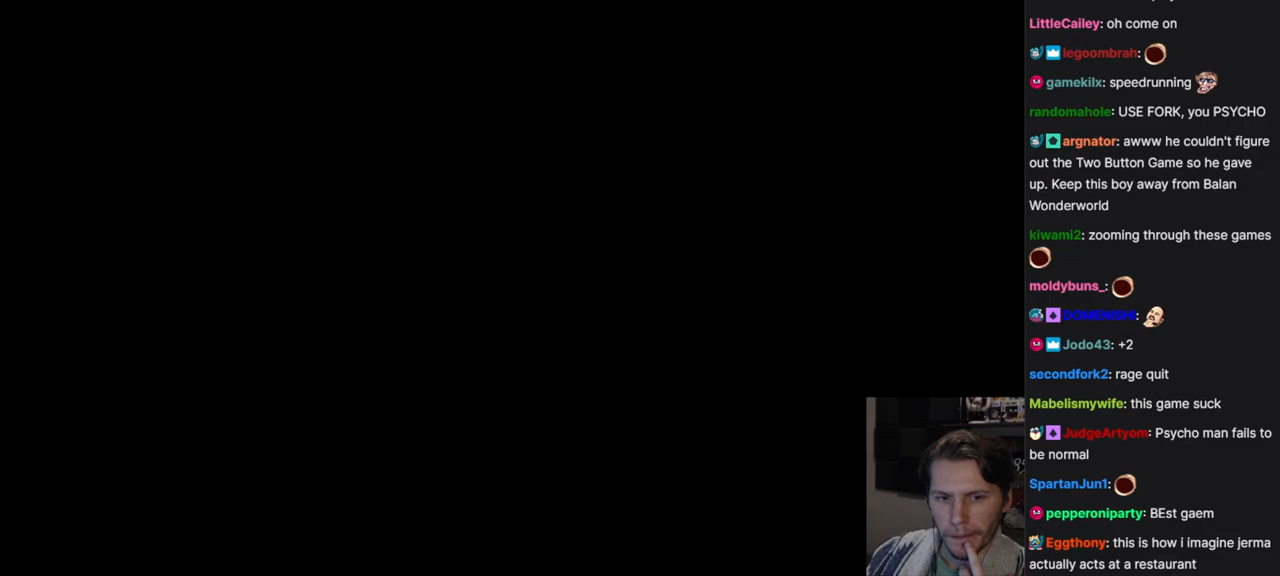 LittleCailey: oh come on
legoombrah:
gamekilx: speedrunning
randomahole: USE FORK, you PSYCHO
argnator: awww he couldn't figure
out the Two Button Game so he gave
up. Keep this boy away from Balan
Wonderworld
kiwami2: zooming through these games
moldybuns_:
DOMENISHI:
Jodo43: +2
secondfork2: rage quit
Mabelismywife: this game suck
JudgeArtyom: Psycho man fails to
be normal
SpartanJun1:
pepperoniparty: BEst gaem
Eggthony: this is how i imagine jerma
actually acts at a restaurant